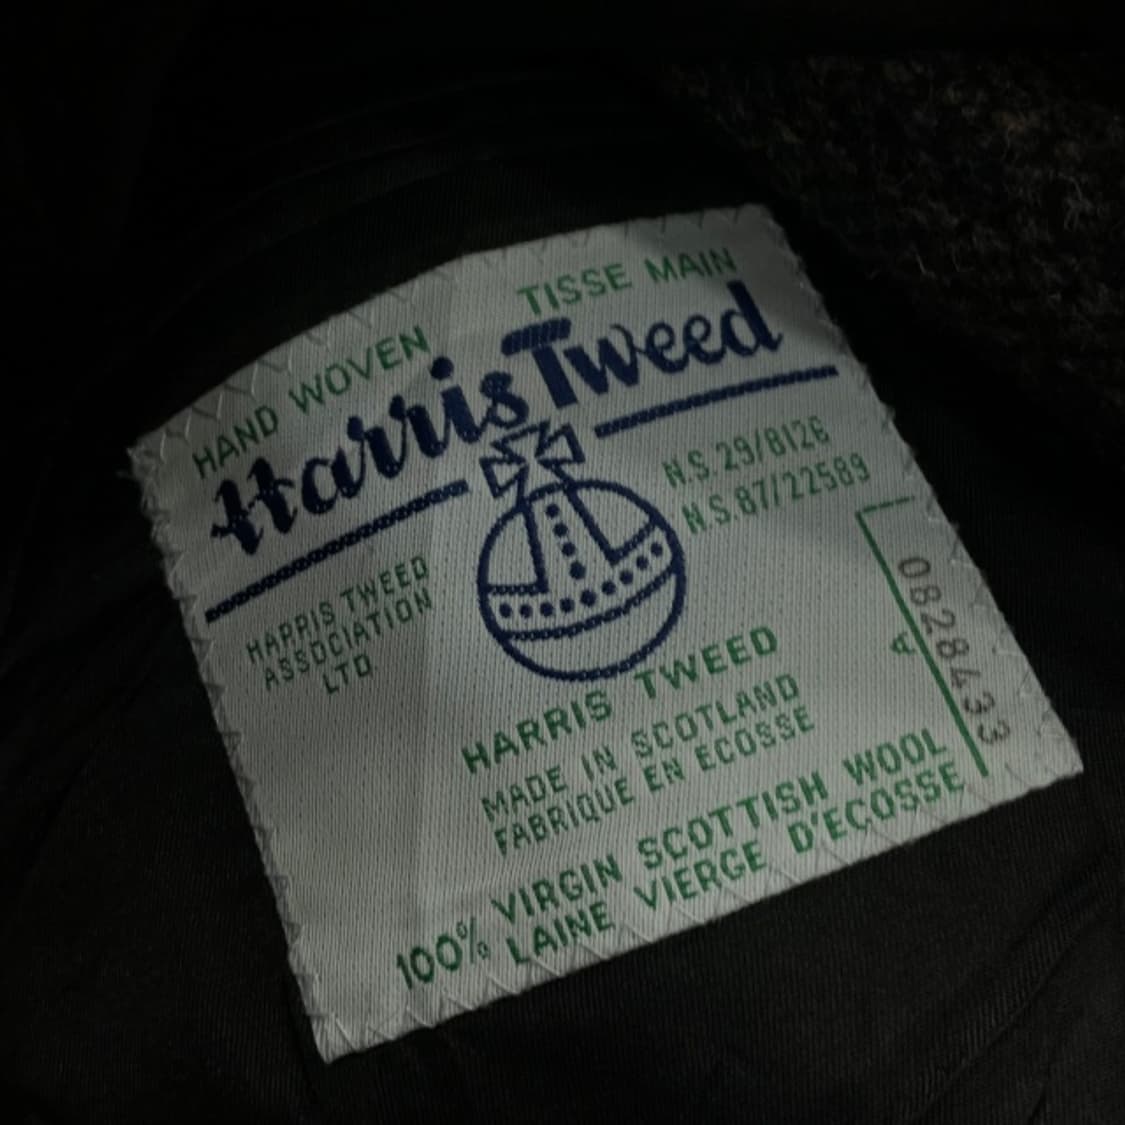 HAND WOVEN TISSE MAIN
Harris Tweed
N.S. 29/8126
N.S. 87/22589
HARRIS TWEED
ASSOCIATION
LTD
HARRIS TWEED
MADE IN SCOTLAND
FABRIQUE EN ECOSSE
100% VIRGIN SCOTTISH WOOL
LAINE VIERGE D'ECOSSE
A
0828433